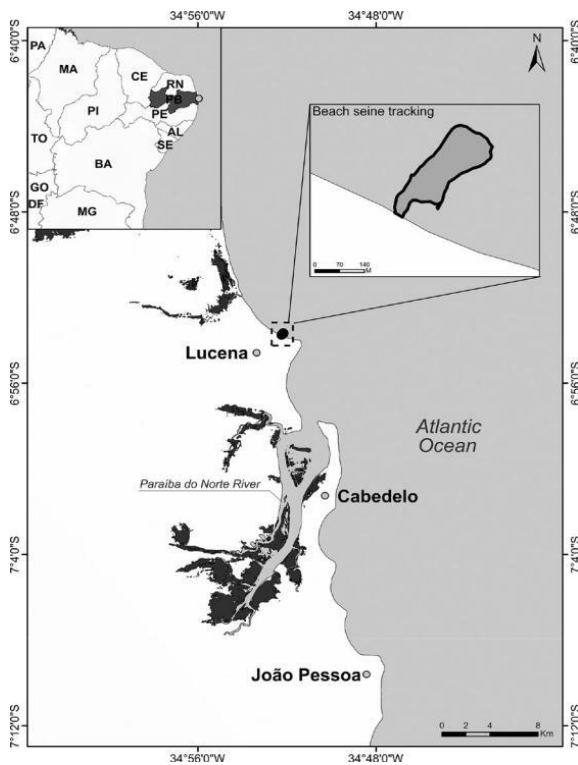 34°56'0"W
34°48'0"W
6°40'0"S
6°40'0"S
PA
MA
CE
RN
PB
PE
PI
AL
SE
TO
BA
GO
DF
MG
N
Beach seine tracking
0 70 140
M
6°48'0"S
6°48'0"S
Lucena
6°56'0"S
6°56'0"S
Atlantic
Ocean
Paraíba do Norte River
Cabedelo
7°4'0"S
7°4'0"S
João Pessoa
0 2 4 8
Km
7°12'0"S
7°12'0"S
34°56'0"W
34°48'0"W